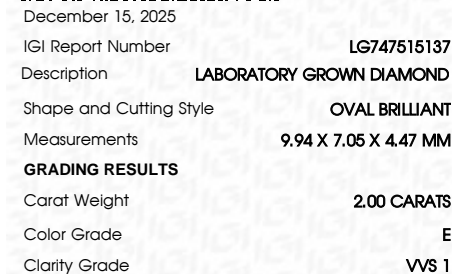 December 15, 2025
IGI Report Number LG747515137
Description LABORATORY GROWN DIAMOND
Shape and Cutting Style OVAL BRILLIANT
Measurements 9.94 X 7.05 X 4.47 MM
GRADING RESULTS
Carat Weight 2.00 CARATS
Color Grade E
Clarity Grade VVS 1